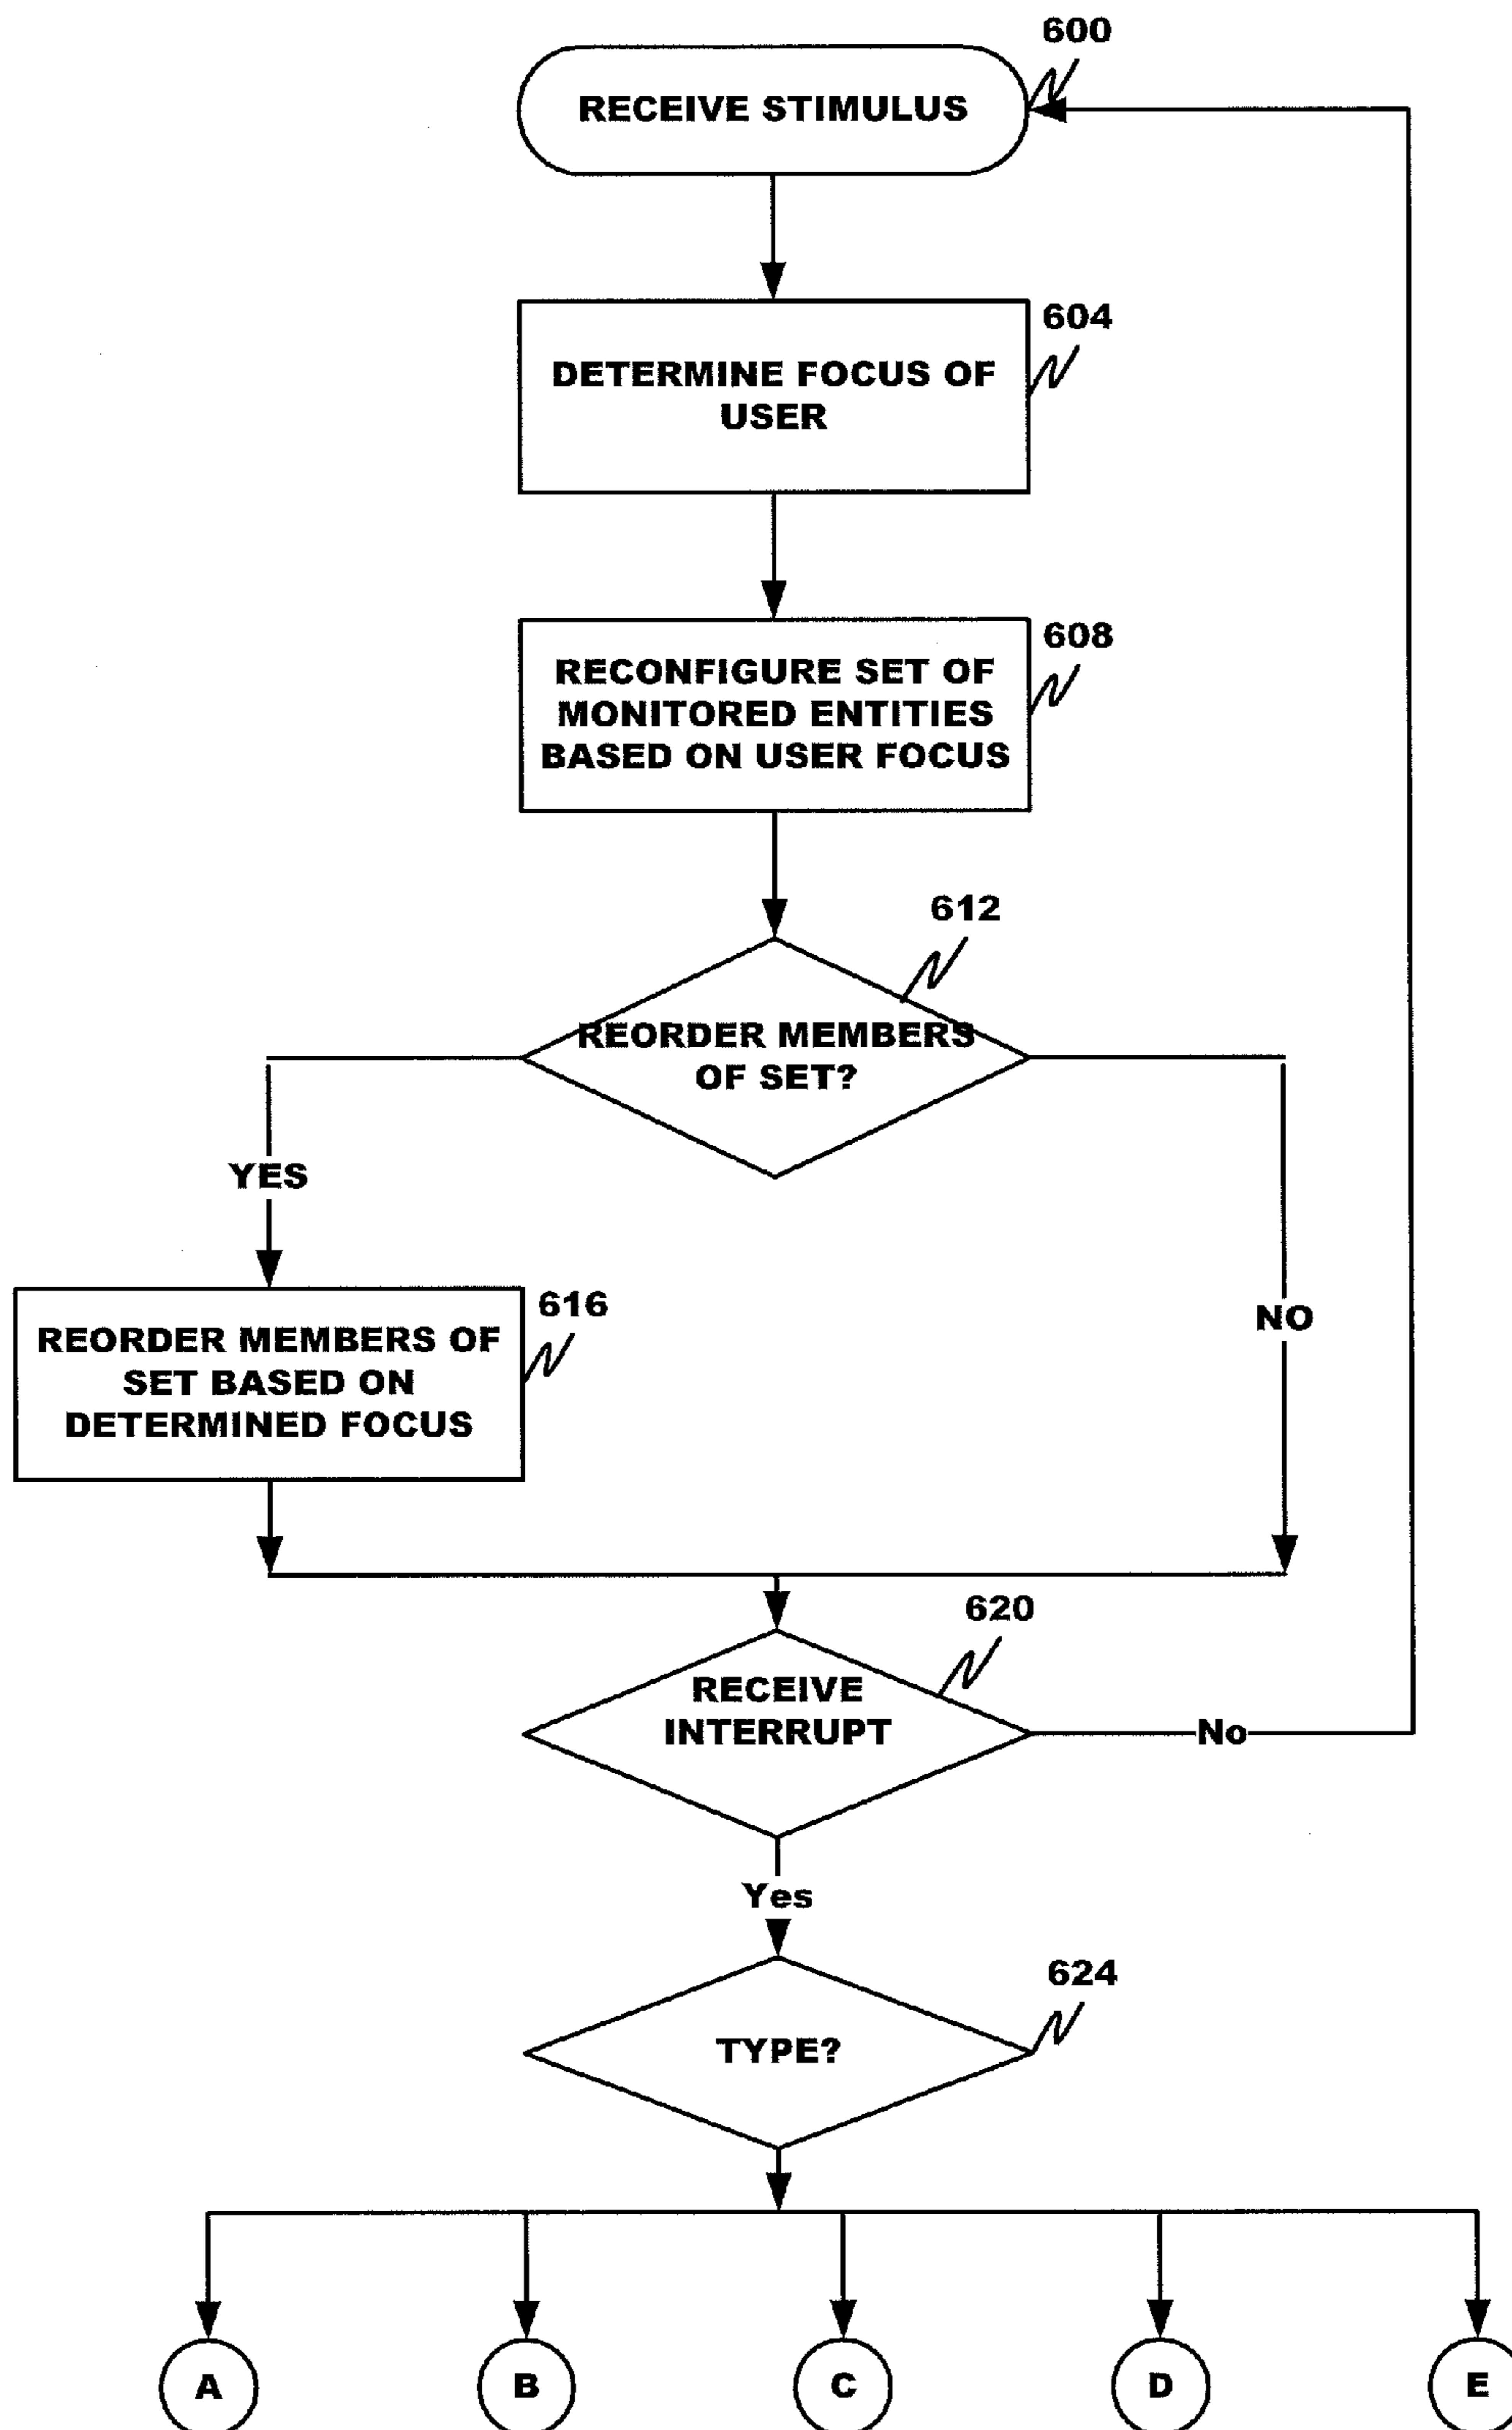 600
RECEIVE STIMULUS
604
DETERMINE FOCUS OF
USER
608
RECONFIGURE SET OF
MONITORED ENTITIES
BASED ON USER FOCUS
612
REORDER MEMBERS
OF SET?
YES
NO
616
REORDER MEMBERS OF
SET BASED ON
DETERMINED FOCUS
620
RECEIVE
INTERRUPT
No
Yes
624
TYPE?
A
B
C
D
E